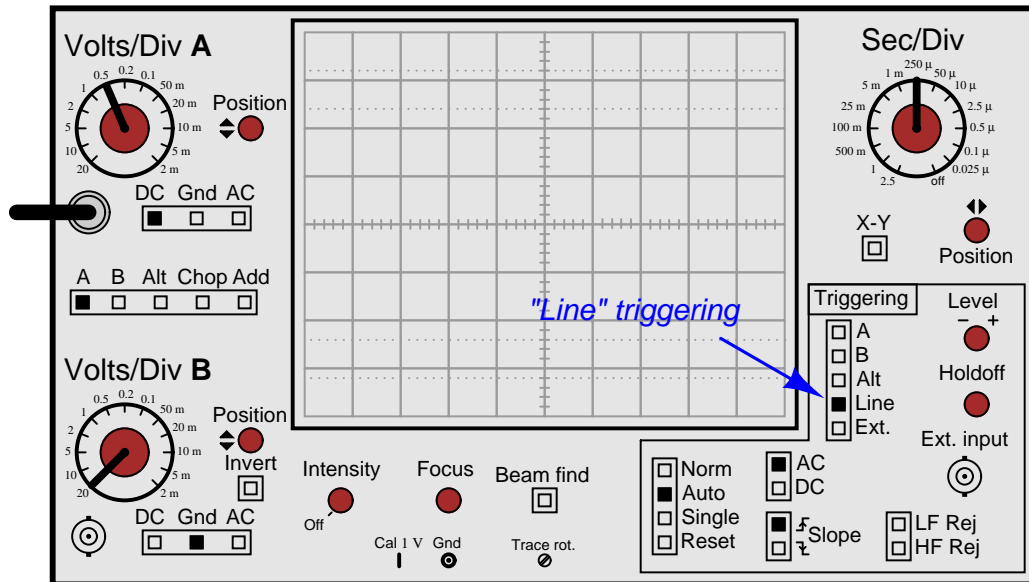 Volts/Div A
0.5 0.2 0.1
1 50 m
2 20 m
5 10 m
10 5 m
20 2 m
Position
DC Gnd AC
A B Alt Chop Add
Volts/Div B
0.5 0.2 0.1
1 50 m
2 20 m
5 10 m
10 5 m
20 2 m
Position
Invert
DC Gnd AC
Intensity
Off
Focus
Beam find
Cal 1 V Gnd
Trace rot.
"Line" triggering
Sec/Div
250 µ
1 m 50 µ
5 m 10 µ
25 m 2.5 µ
100 m 0.5 µ
500 m 0.1 µ
1 0.025 µ
2.5 off
X-Y
Position
Triggering
A
B
Alt
Line
Ext.
Level
− +
Holdoff
Ext. input
Norm
Auto
Single
Reset
AC
DC
Slope
LF Rej
HF Rej